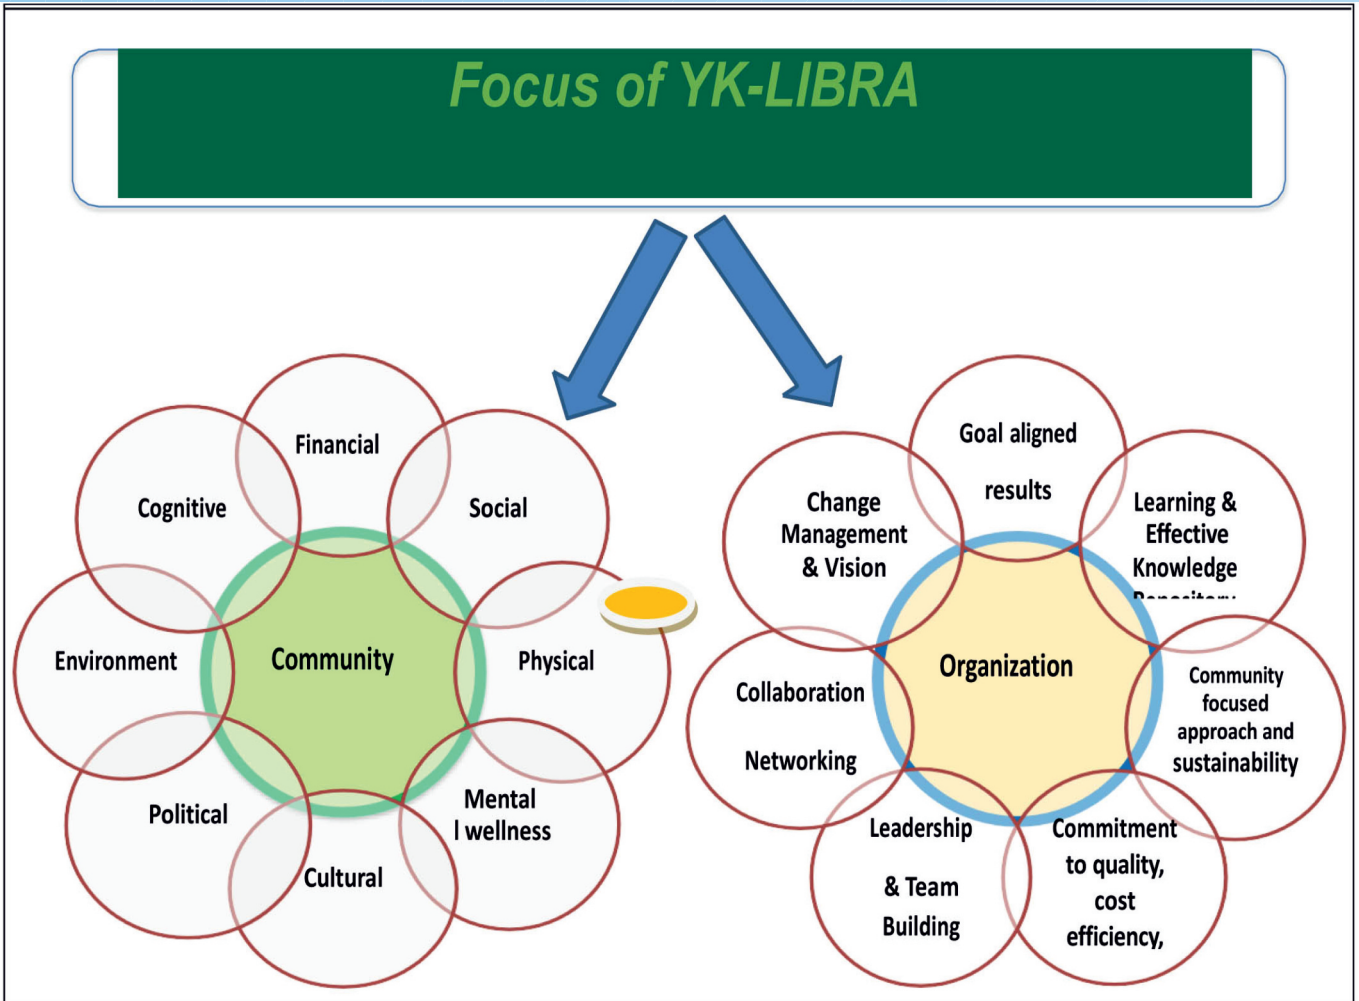 Focus of YK-LIBRA
Financial
Social
Physical
Mental
l wellness
Cultural
Political
Environment
Cognitive
Community
Goal aligned
results
Learning &
Effective
Knowledge
Repository
Community
focused
approach and
sustainability
Commitment
to quality,
cost
efficiency,
Leadership
& Team
Building
Collaboration
Networking
Change
Management
& Vision
Organization